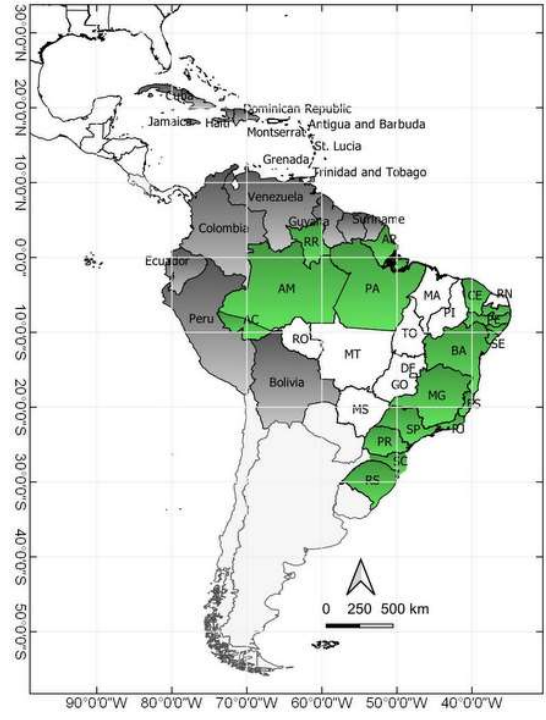 30°0'0"N
20°0'0"N
10°0'0"N
0°0'0"
10°0'0"S
20°0'0"S
30°0'0"S
40°0'0"S
50°0'0"S
Cuba
Dominican Republic
Jamaica
Haiti
Antigua and Barbuda
Montserrat
St. Lucia
Grenada
Trinidad and Tobago
Venezuela
Colombia
Guyana
Suriname
RR
AP
Ecuador
AM
PA
MA
CE
RN
PI
PE
Peru
AC
RO
TO
SE
BA
MT
DF
GO
Bolivia
MG
ES
MS
SP
RJ
PR
SC
RS
0 250 500 km
90°0'0"W
80°0'0"W
70°0'0"W
60°0'0"W
50°0'0"W
40°0'0"W